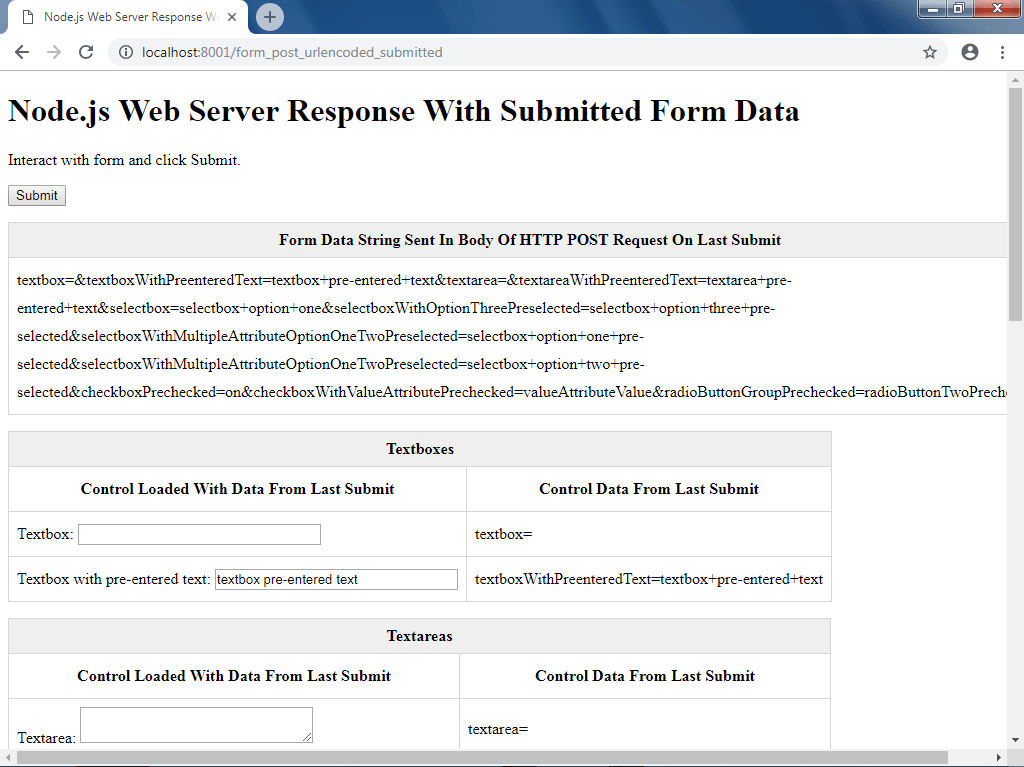 Node.js Web Server Response W
localhost:8001/form_post_urlencoded_submitted
Node.js Web Server Response With Submitted Form Data
Interact with form and click Submit.
Submit
Form Data String Sent In Body Of HTTP POST Request On Last Submit
textbox=&textboxWithPreenteredText=textbox+pre-entered+text&textarea=&textareaWithPreenteredText=textarea+pre-
entered+text&selectbox=selectbox+option+one&selectboxWithOptionThreePreselected=selectbox+option+three+pre-
selected&selectboxWithMultipleAttributeOptionOneTwoPreselected=selectbox+option+one+pre-
selected&selectboxWithMultipleAttributeOptionOneTwoPreselected=selectbox+option+two+pre-
selected&checkboxPrechecked=on&checkboxWithValueAttributePrechecked=valueAttributeValue&radioButtonGroupPrechecked=radioButtonTwoPreche
Textboxes
Control Loaded With Data From Last Submit
Control Data From Last Submit
Textbox:
textbox=
Textbox with pre-entered text: textbox pre-entered text
textboxWithPreenteredText=textbox+pre-entered+text
Textareas
Control Loaded With Data From Last Submit
Control Data From Last Submit
Textarea:
textarea=